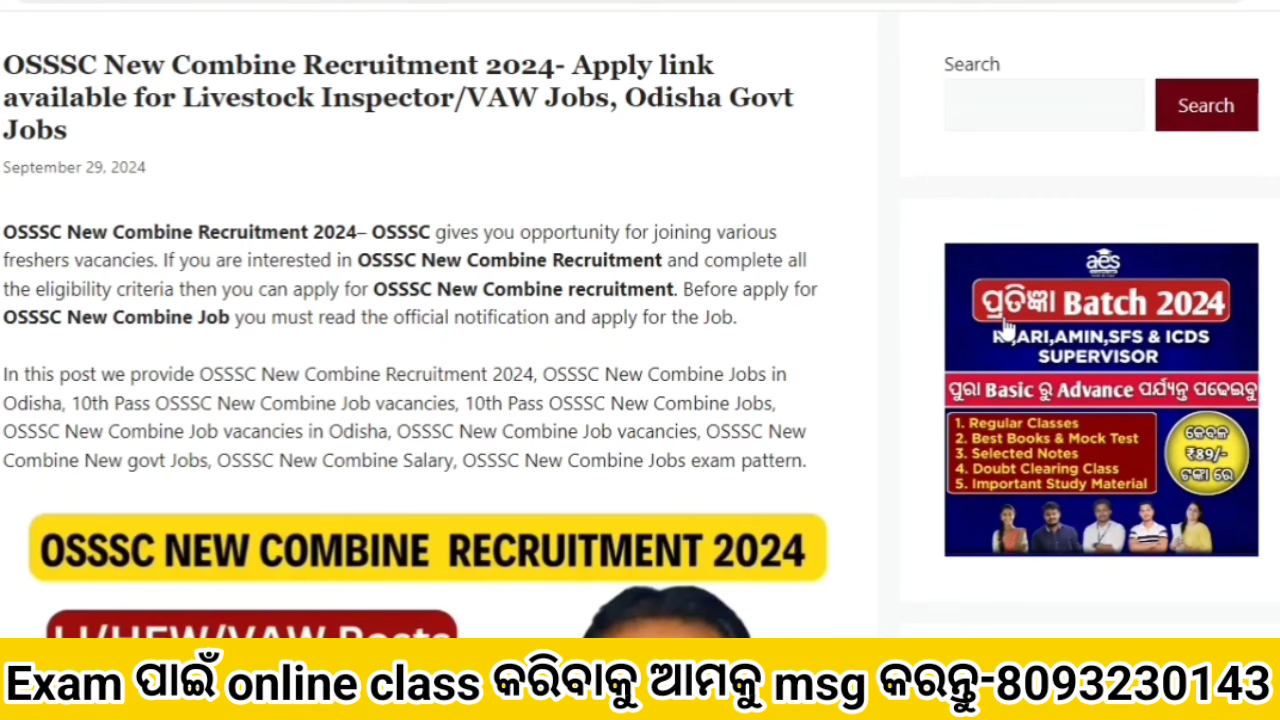 OSSSC New Combine Recruitment 2024- Apply link
available for Livestock Inspector/VAW Jobs, Odisha Govt
Jobs
September 29, 2024
OSSSC New Combine Recruitment 2024– OSSSC gives you opportunity for joining various
freshers vacancies. If you are interested in OSSSC New Combine Recruitment and complete all
the eligibility criteria then you can apply for OSSSC New Combine recruitment. Before apply for
OSSSC New Combine Job you must read the official notification and apply for the Job.
In this post we provide OSSSC New Combine Recruitment 2024, OSSSC New Combine Jobs in
Odisha, 10th Pass OSSSC New Combine Job vacancies, 10th Pass OSSSC New Combine Jobs,
OSSSC New Combine Job vacancies in Odisha, OSSSC New Combine Job vacancies, OSSSC New
Combine New govt Jobs, OSSSC New Combine Salary, OSSSC New Combine Jobs exam pattern.
OSSSC NEW COMBINE RECRUITMENT 2024
LI/HFW/VAW Posts
Search
Search
aes
ପ୍ରତିଜ୍ଞା Batch 2024
,ARI,AMIN,SFS & ICDS
SUPERVISOR
ପୁରା Basic ରୁ Advance ପର୍ଯ୍ୟନ୍ତ ପଢେଇବୁ
1. Regular Classes
2. Best Books & Mock Test
3. Selected Notes
4. Doubt Clearing Class
5. Important Study Material
କେବଳ
₹89/-
ଟଙ୍କା ରେ
Exam ପାଇଁ online class କରିବାକୁ ଆମକୁ msg କରନ୍ତୁ-8093230143